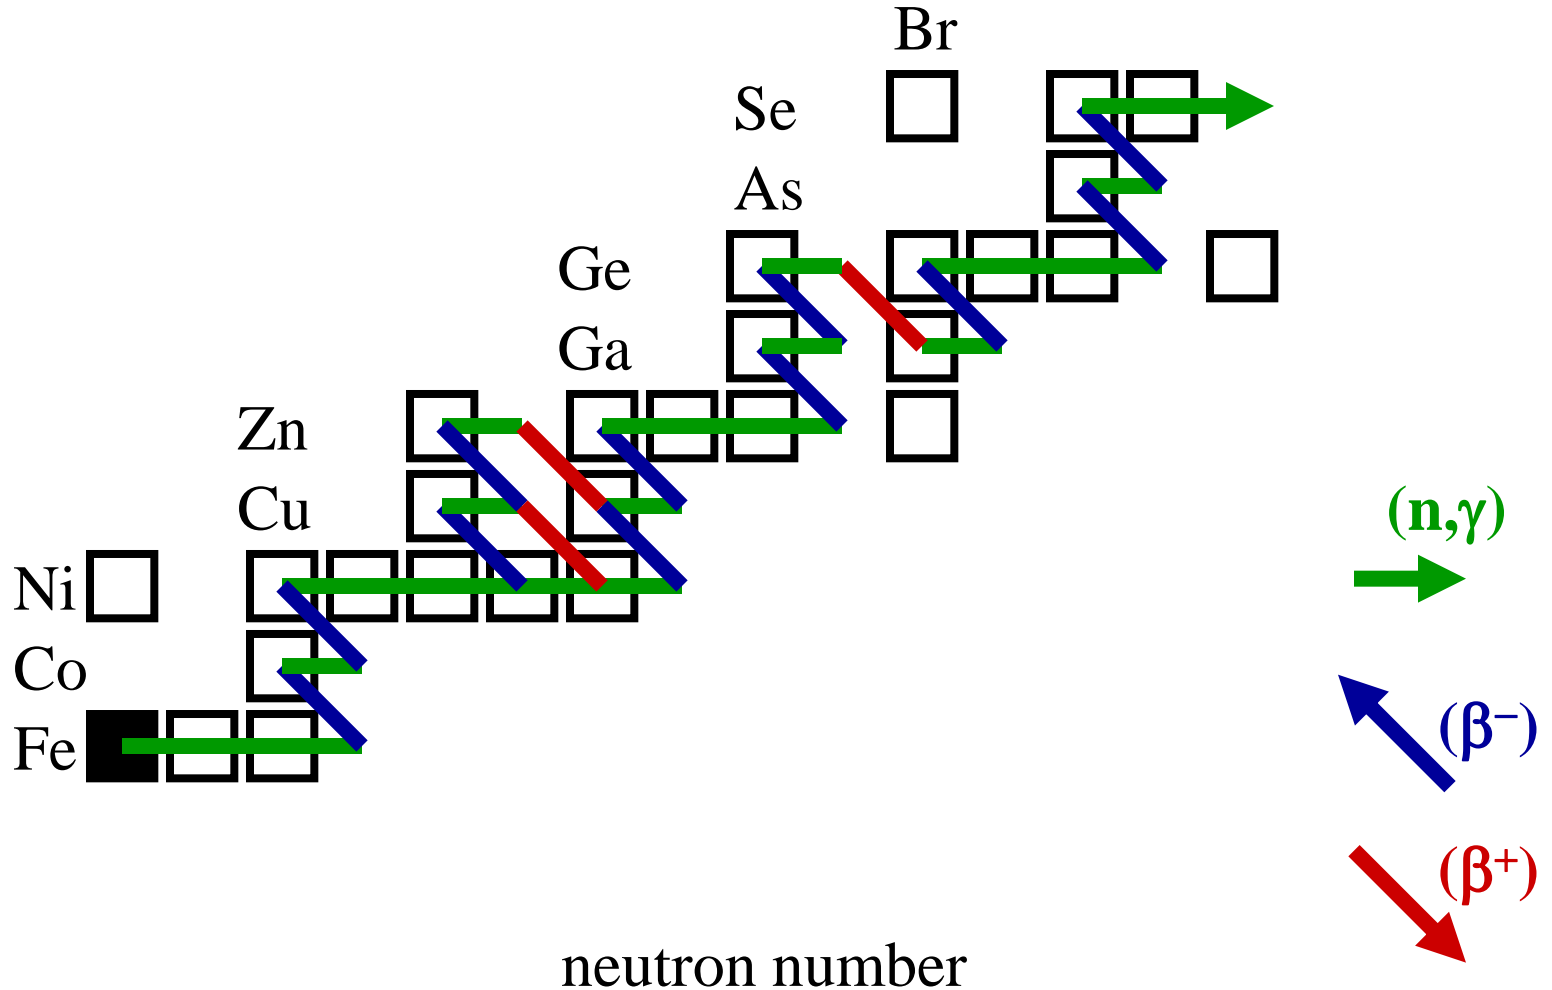 Br
Se
As
Ge
Ga
Zn
Cu
(n,γ)
Ni
Co
(β−)
Fe
(β+)
neutron number